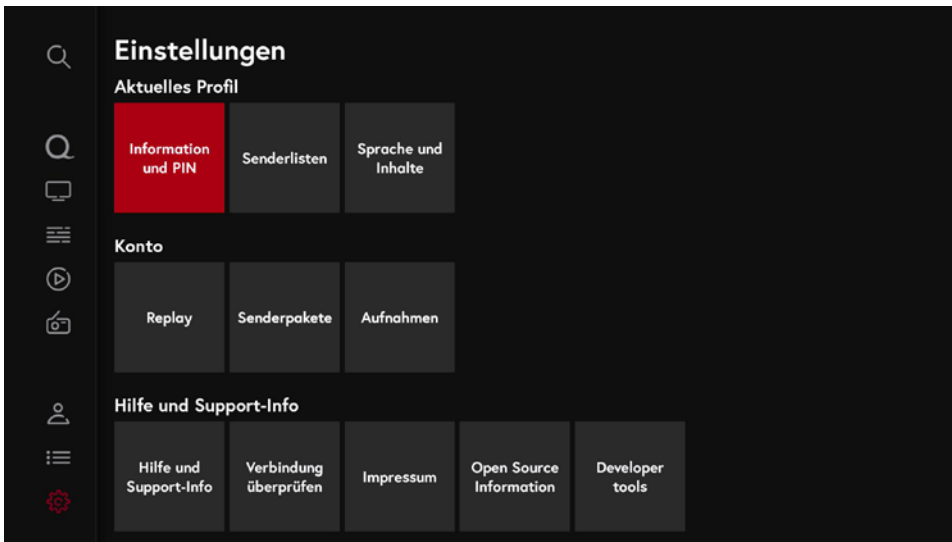 Einstellungen
Aktuelles Profil
Information
und PIN
Senderlisten
Sprache und
Inhalte
Konto
Replay
Senderpakete
Aufnahmen
Hilfe und Support-Info
Hilfe und
Support-Info
Verbindung
überprüfen
Impressum
Open Source
Information
Developer
tools